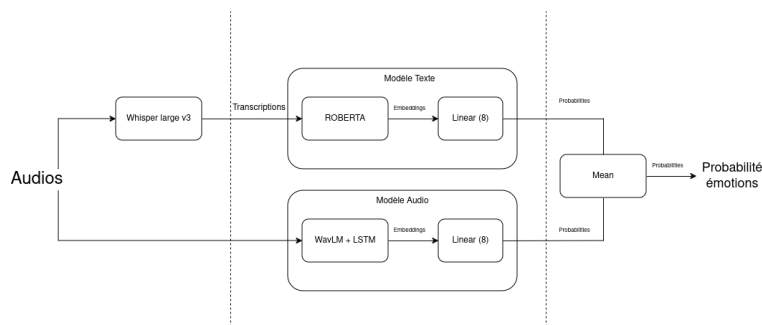 Modèle Texte
Probabilities
Transcriptions
Embeddings
Whisper large v3
ROBERTA
Linear (8)
Audios
Mean
Probabilities
Probabilité
émotions
Modèle Audio
Embeddings
Probabilities
WavLM + LSTM
Linear (8)